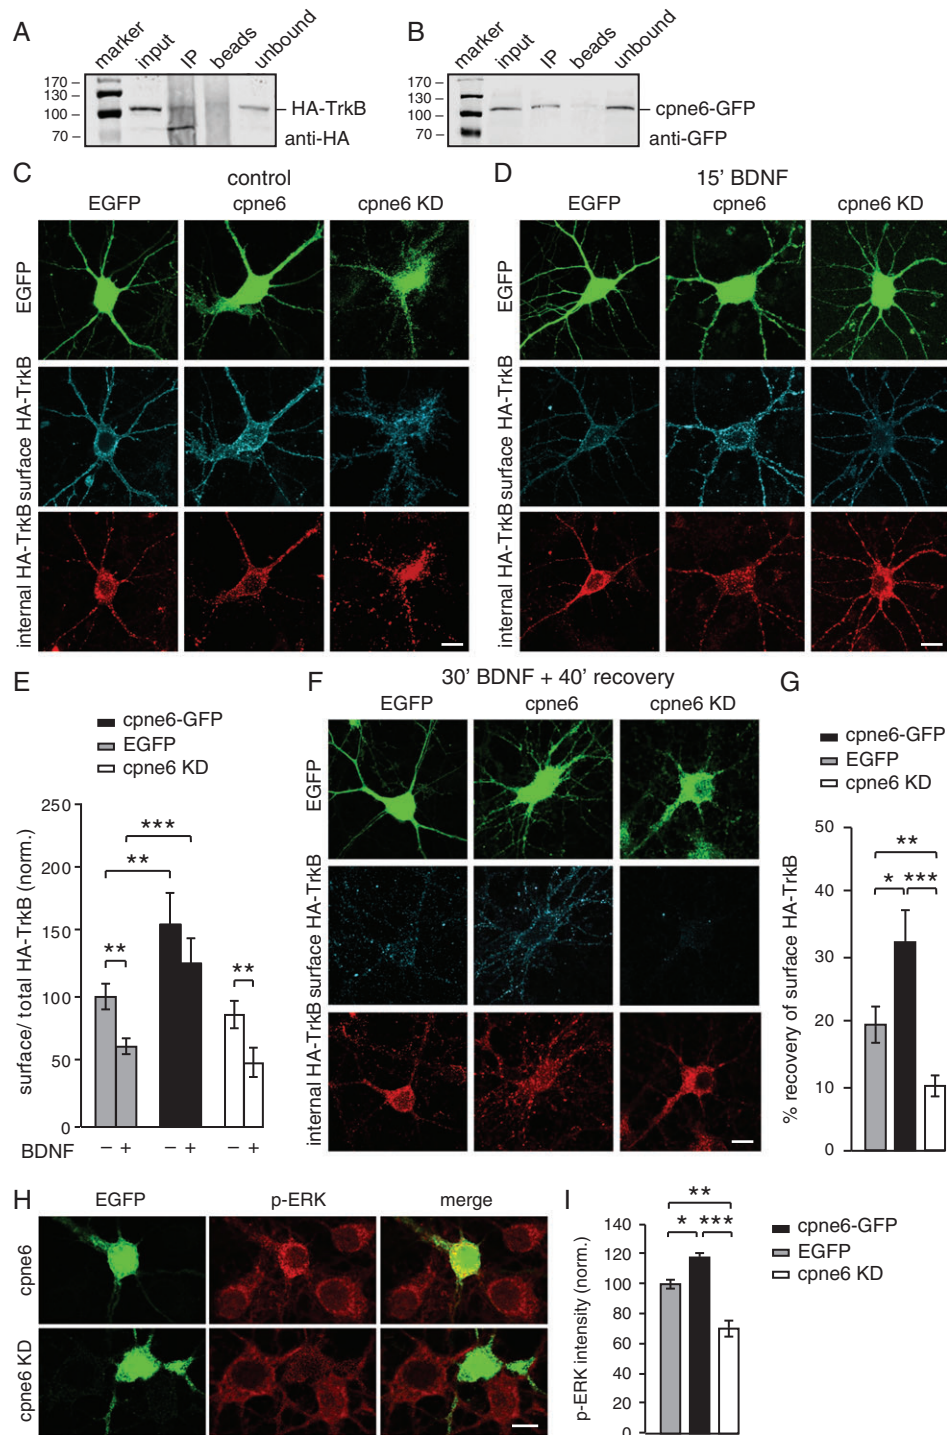 A
marker
input
IP
beads
unbound
170
130
100
70
HA-TrkB
anti-HA
B
marker
input
IP
beads
unbound
170
130
100
70
cpne6-GFP
anti-GFP
C
control
EGFP
cpne6
cpne6 KD
EGFP
surface HA-TrkB
internal HA-TrkB
D
15' BDNF
EGFP
cpne6
cpne6 KD
EGFP
surface HA-TrkB
internal HA-TrkB
E
cpne6-GFP
EGFP
cpne6 KD
surface/ total HA-TrkB (norm.)
250
200
150
100
50
0
***
**
**
**
BDNF − + − + − +
F
30' BDNF + 40' recovery
EGFP
cpne6
cpne6 KD
EGFP
surface HA-TrkB
internal HA-TrkB
G
cpne6-GFP
EGFP
cpne6 KD
% recovery of surface HA-TrkB
50
40
30
20
10
0
**
* ***
H
EGFP
p-ERK
merge
cpne6
cpne6 KD
I
p-ERK intensity (norm.)
140
120
100
80
60
40
20
0
**
* ***
cpne6-GFP
EGFP
cpne6 KD